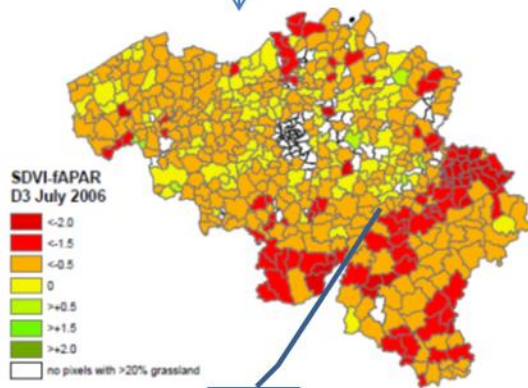 SDVI-fAPAR
D3 July 2006
<-2.0
<-1.5
<-0.5
0
>+0.5
>+1.5
>+2.0
no pixels with >20% grassland